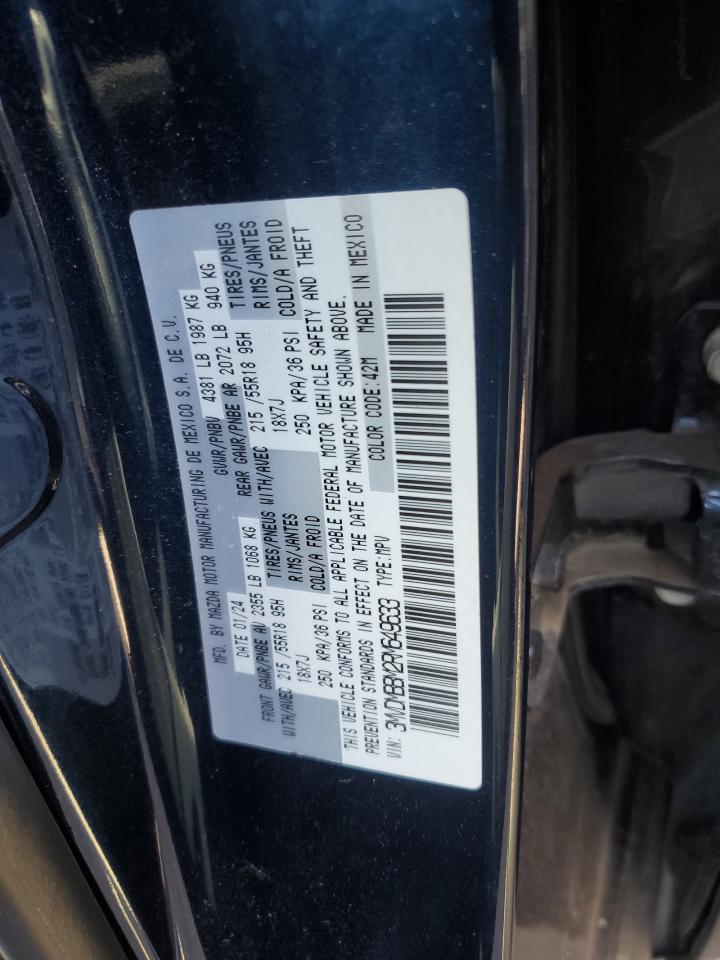 MFD. BY MAZDA MOTOR MANUFACTURING DE MEXICO S.A. DE C.V.
DATE 01/24 GVWR/PNBV 4381 LB 1987 KG
FRONT GAWR/PNBE AV 2355 LB 1068 KG REAR GAWR/PNBE AR 2072 LB 940 KG
WITH/AVEC 215 /55R18 95H TIRES/PNEUS WITH/AVEC 215 /55R18 95H TIRES/PNEUS
18X7J RIMS/JANTES 18X7J RIMS/JANTES
250 KPA/36 PSI COLD/A FROID 250 KPA/36 PSI COLD/A FROID
THIS VEHICLE CONFORMS TO ALL APPLICABLE FEDERAL MOTOR VEHICLE SAFETY AND THEFT
PREVENTION STANDARDS IN EFFECT ON THE DATE OF MANUFACTURE SHOWN ABOVE.
VIN: 3MVDMBBM2RM649633 TYPE:MPV COLOR CODE:42M MADE IN MEXICO